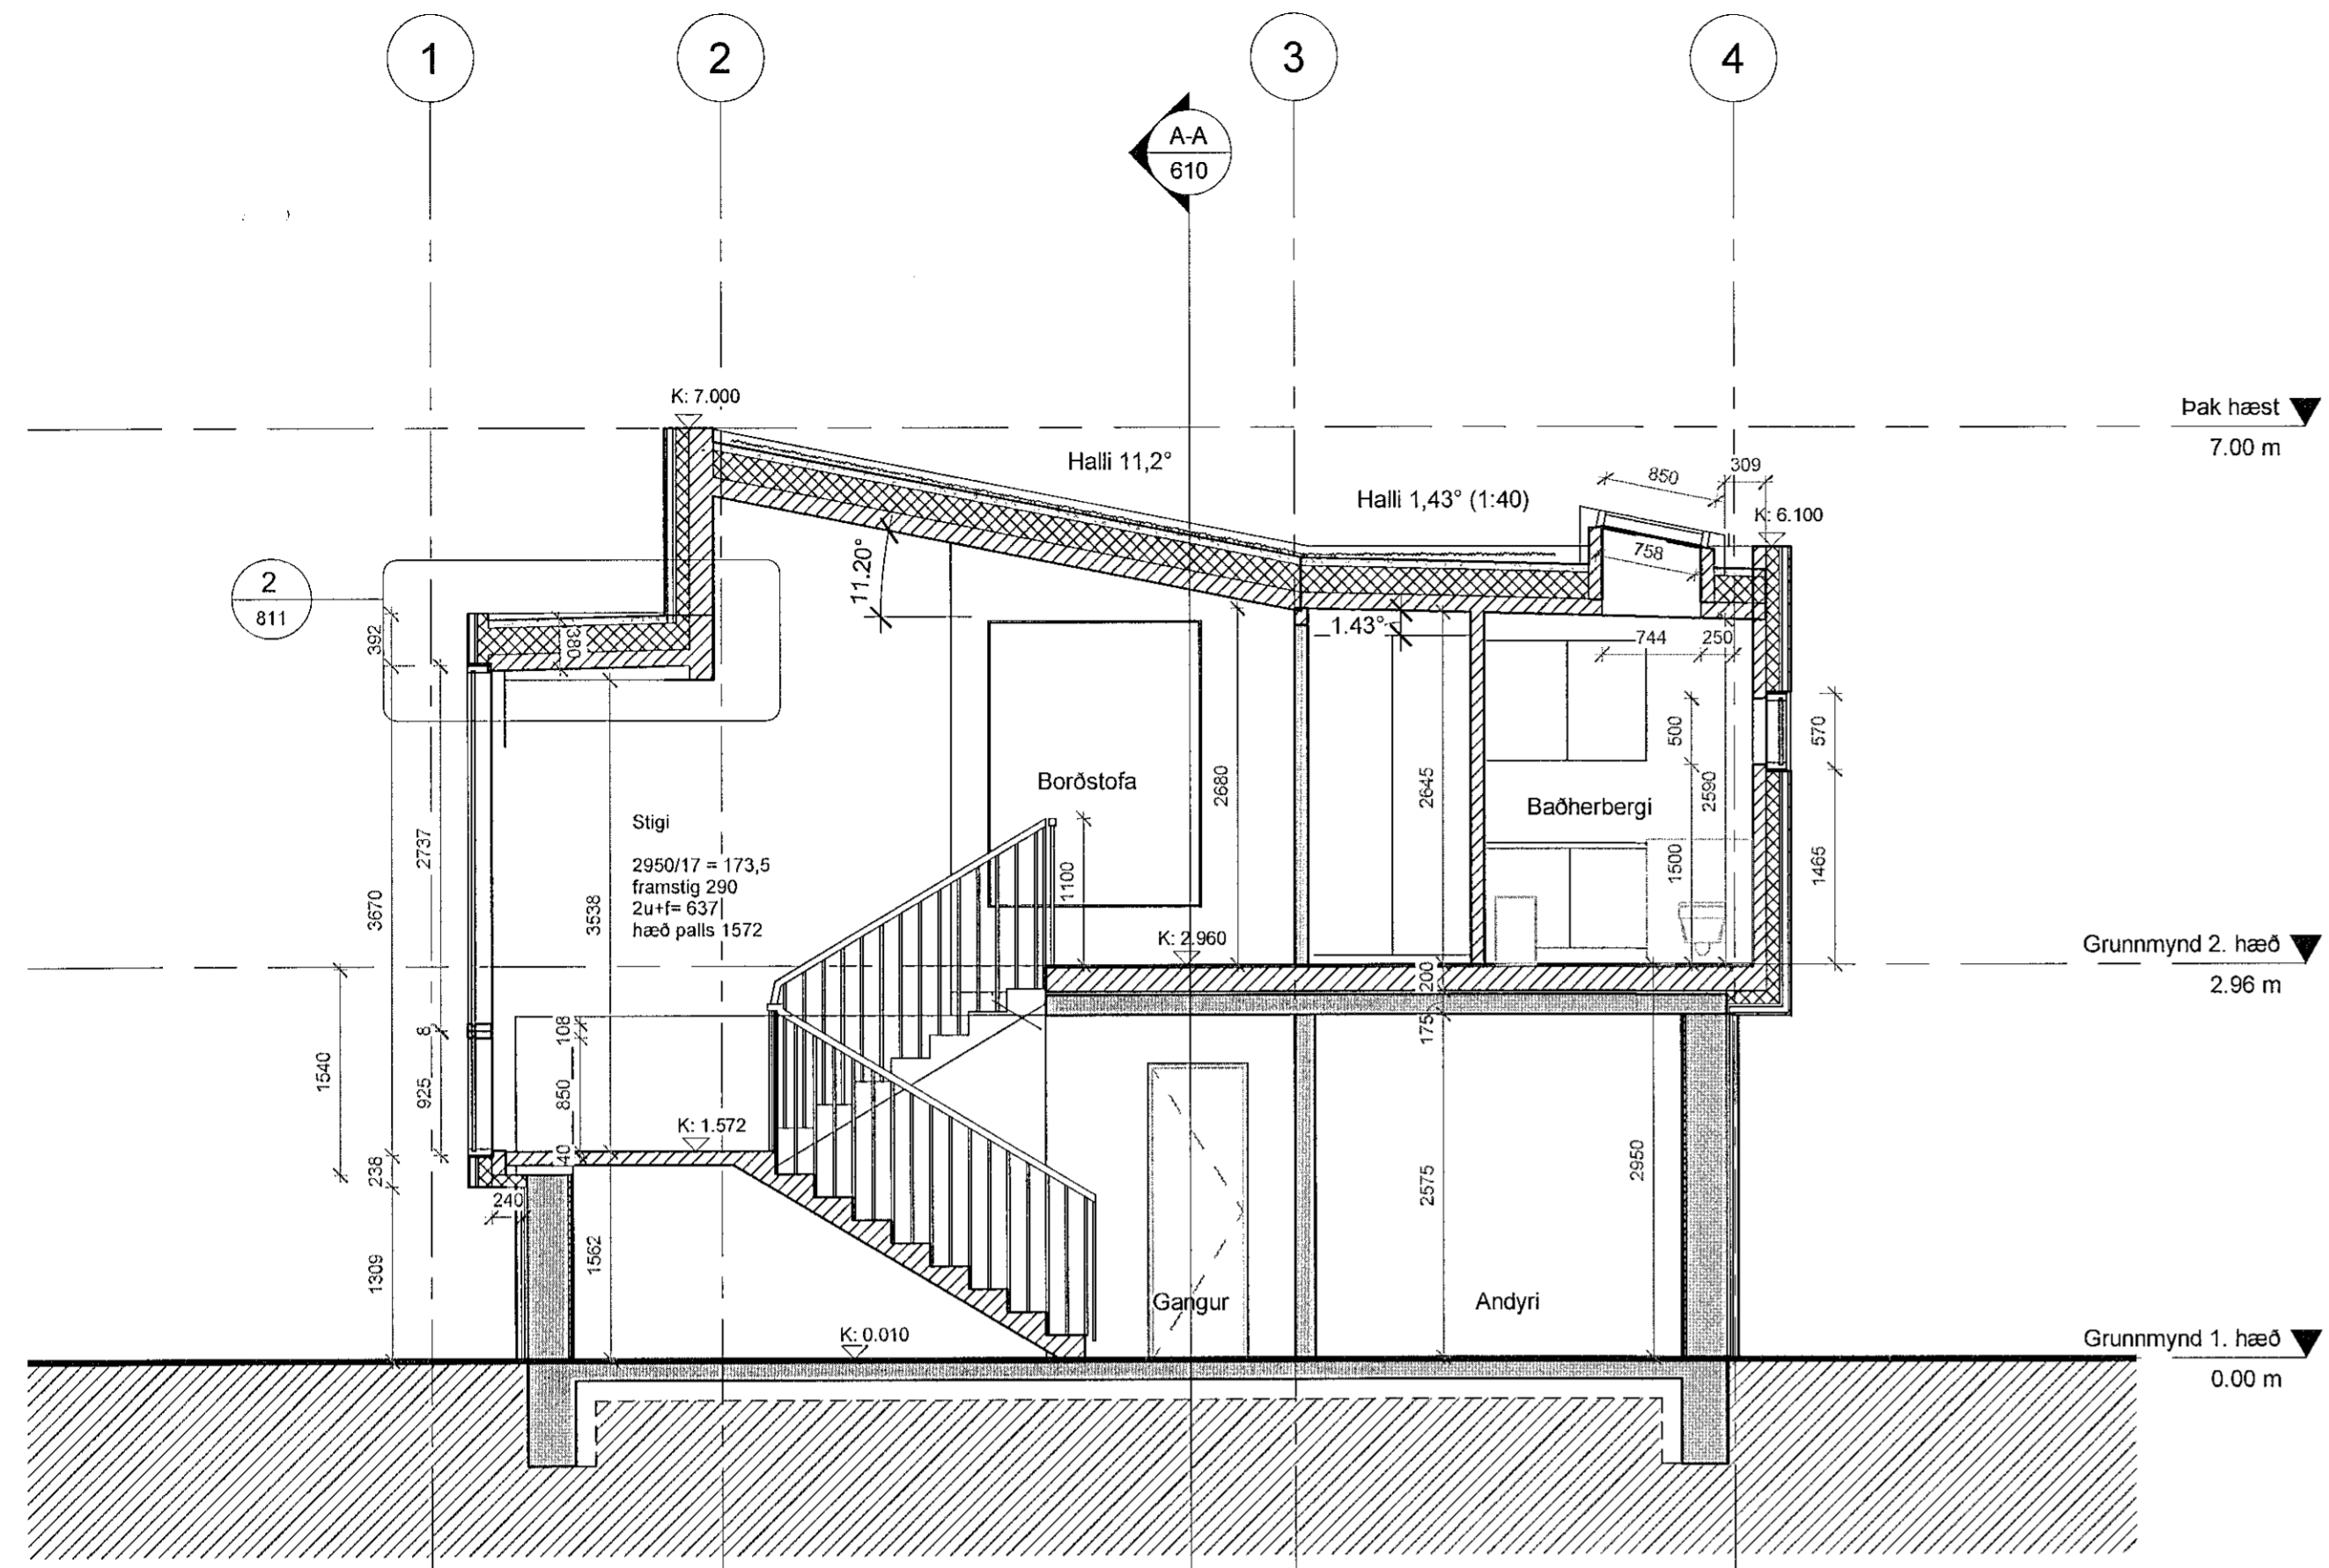 1
2
3
4
A-A
610
K: 7.000
Þak hæst
7.00 m
Halli 11,2°
Halli 1,43° (1:40)
850
309
K: 6.100
758
11.20°
1.43°
2
811
392
380
744
250
500
570
2737
3670
3538
Stigi
2950/17 = 173,5
framstig 290
2u+f= 637
hæð palls 1572
Borðstofa
2680
2645
Baðherbergi
2590
1500
1465
1100
K: 2.960
Grunnmynd 2. hæð
2.96 m
200
175
1540
8
925
108
850
40
K: 1.572
238
240
1309
1562
2575
2950
K: 0.010
Gangur
Andyri
Grunnmynd 1. hæð
0.00 m